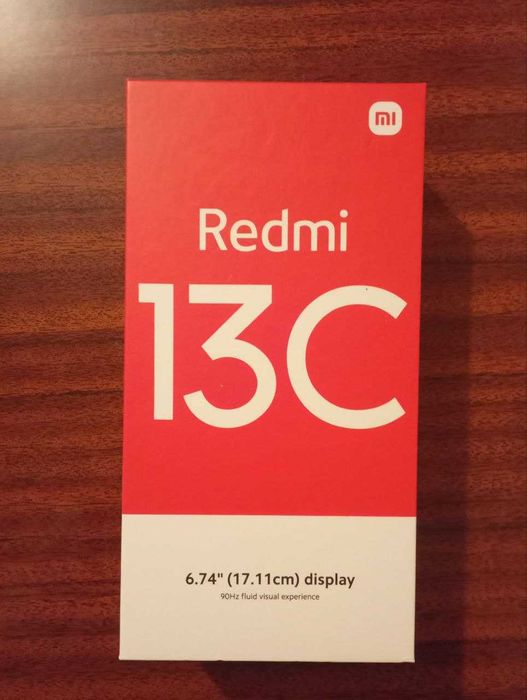 mi
Redmi
13C
6.74" (17.11cm) display
90Hz fluid visual experience